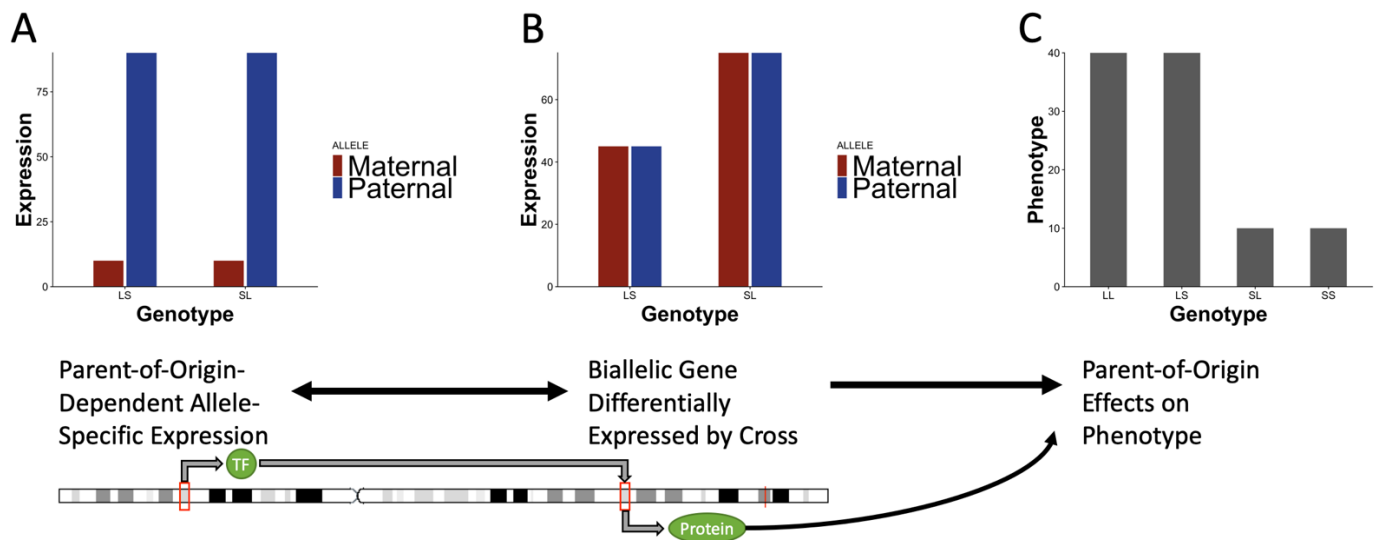 A
Expression
75
50
25
0
LS
SL
Genotype
ALLELE
Maternal
Paternal
B
Expression
60
40
20
0
LS
SL
Genotype
ALLELE
Maternal
Paternal
C
Phenotype
40
30
20
10
0
LL
LS
SL
SS
Genotype
Parent-of-Origin-
Dependent Allele-
Specific Expression
Biallelic Gene
Differentially
Expressed by Cross
Parent-of-Origin
Effects on
Phenotype
TF
Protein